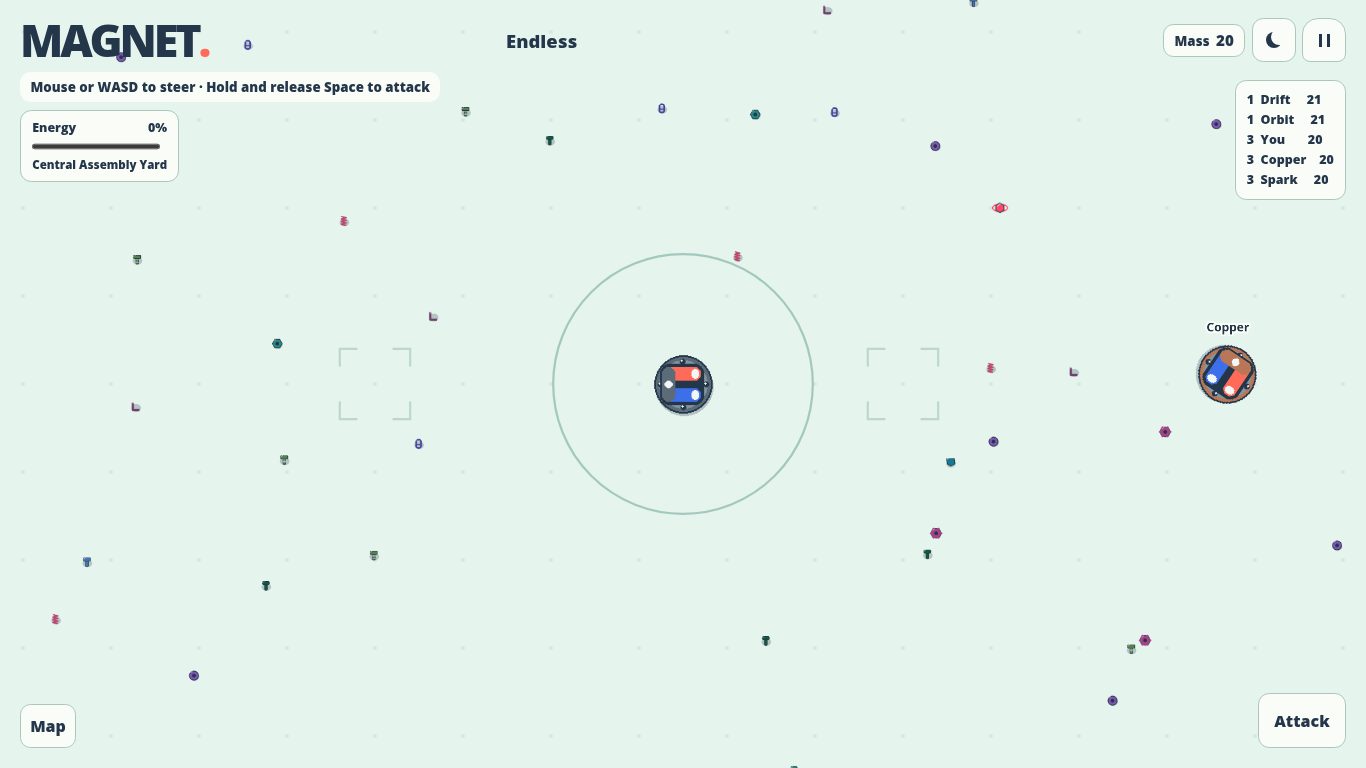 MAGNET.
Endless
Mass 20
Mouse or WASD to steer · Hold and release Space to attack
Energy 0%
Central Assembly Yard
1 Drift 21
1 Orbit 21
3 You 20
3 Copper 20
3 Spark 20
Copper
Map
Attack